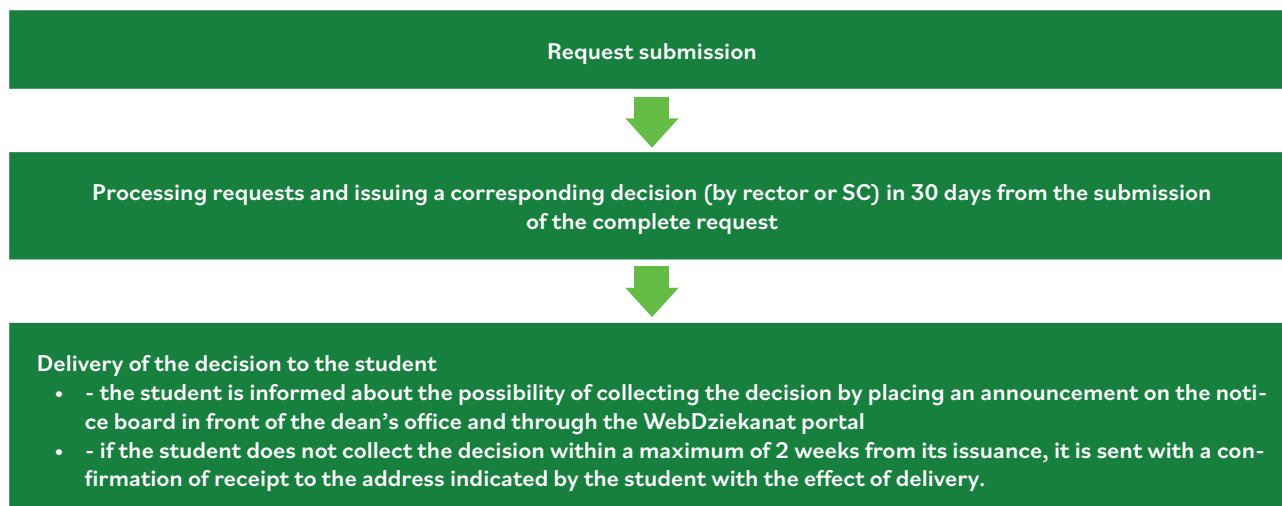 Request submission
Processing requests and issuing a corresponding decision (by rector or SC) in 30 days from the submission
of the complete request
Delivery of the decision to the student
• - the student is informed about the possibility of collecting the decision by placing an announcement on the noti-
ce board in front of the dean’s office and through the WebDziekanat portal
• - if the student does not collect the decision within a maximum of 2 weeks from its issuance, it is sent with a con-
firmation of receipt to the address indicated by the student with the effect of delivery.